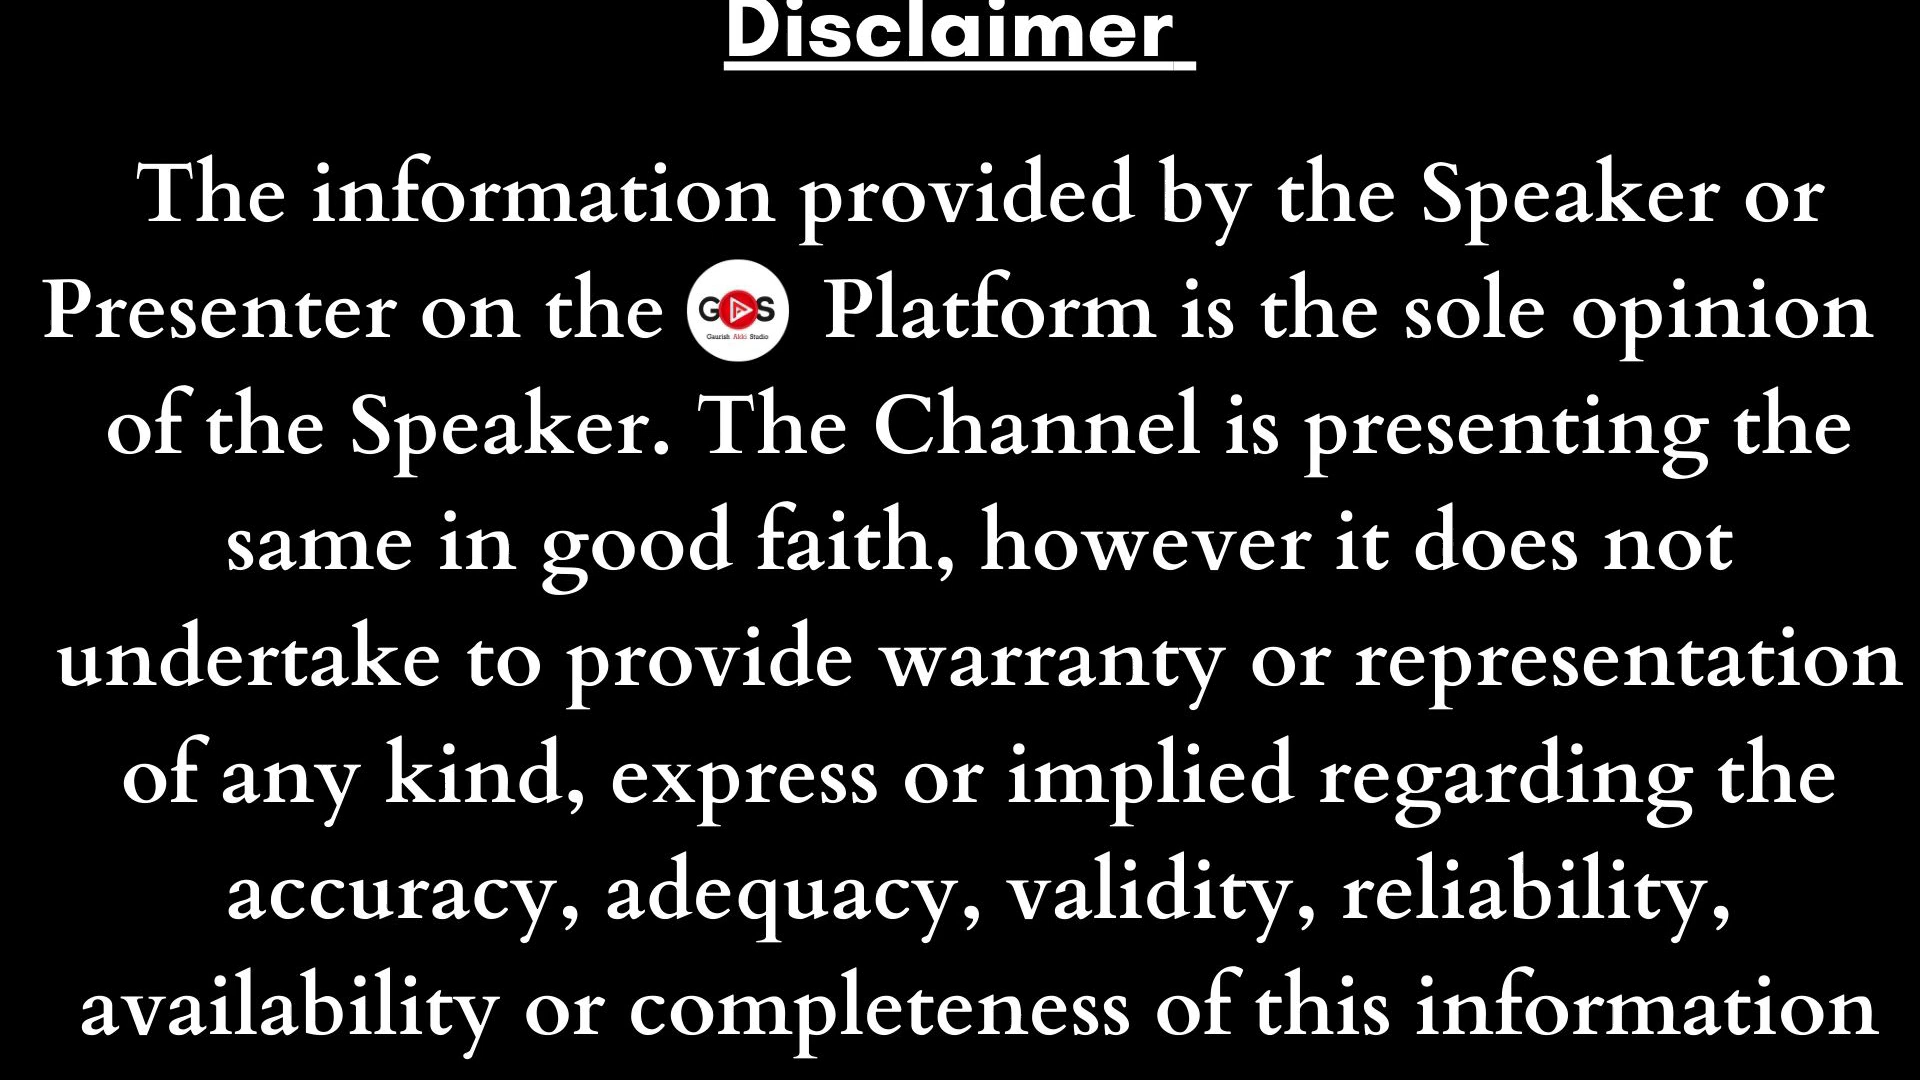 Disclaimer
The information provided by the Speaker or
Presenter on the GAS Platform is the sole opinion
Gaurish Akki Studio
of the Speaker. The Channel is presenting the
same in good faith, however it does not
undertake to provide warranty or representation
of any kind, express or implied regarding the
accuracy, adequacy, validity, reliability,
availability or completeness of this information